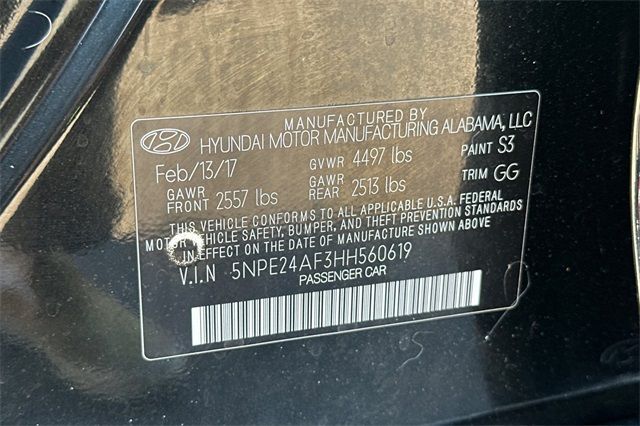 MANUFACTURED BY
HYUNDAI MOTOR MANUFACTURING ALABAMA, LLC
Feb/13/17 GVWR 4497 lbs PAINT S3
GAWR FRONT 2557 lbs GAWR REAR 2513 lbs TRIM GG
THIS VEHICLE CONFORMS TO ALL APPLICABLE U.S.A. FEDERAL
MOTOR VEHICLE SAFETY, BUMPER, AND THEFT PREVENTION STANDARDS
IN EFFECT ON THE DATE OF MANUFACTURE SHOWN ABOVE
V.I.N 5NPE24AF3HH560619
PASSENGER CAR